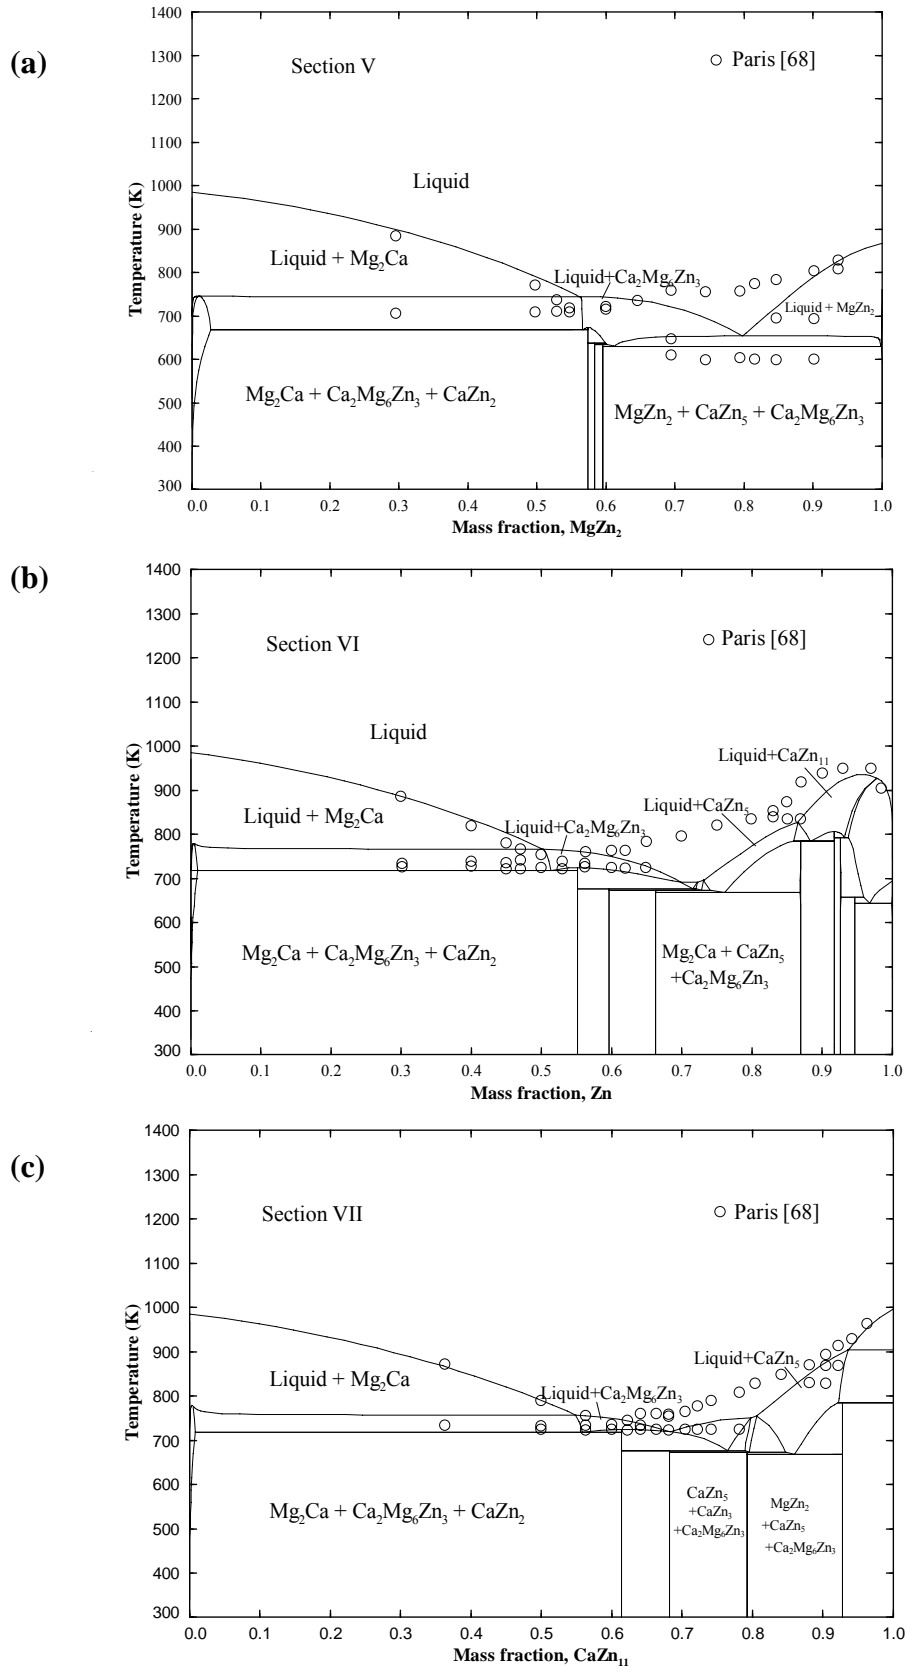 (a)
1400
1300
1200
1100
1000
900
800
700
600
500
400
300
Temperature (K)
Section V
Paris [68]
Liquid
Liquid + Mg₂Ca
Liquid+Ca₂Mg₆Zn₃
Liquid + MgZn₂
Mg₂Ca + Ca₂Mg₆Zn₃ + CaZn₂
MgZn₂ + CaZn₅ + Ca₂Mg₆Zn₃
0.0 0.1 0.2 0.3 0.4 0.5 0.6 0.7 0.8 0.9 1.0
Mass fraction, MgZn₂
(b)
1400
1300
1200
1100
1000
900
800
700
600
500
400
300
Temperature (K)
Section VI
Paris [68]
Liquid
Liquid+CaZn₁₁
Liquid+CaZn₅
Liquid + Mg₂Ca
Liquid+Ca₂Mg₆Zn₃
Mg₂Ca + Ca₂Mg₆Zn₃ + CaZn₂
Mg₂Ca + CaZn₅
+Ca₂Mg₆Zn₃
0.0 0.1 0.2 0.3 0.4 0.5 0.6 0.7 0.8 0.9 1.0
Mass fraction, Zn
(c)
1400
1300
1200
1100
1000
900
800
700
600
500
400
300
Temperature (K)
Section VII
Paris [68]
Liquid+CaZn₅
Liquid + Mg₂Ca
Liquid+Ca₂Mg₆Zn₃
Mg₂Ca + Ca₂Mg₆Zn₃ + CaZn₂
CaZn₅
+CaZn₃
+Ca₂Mg₆Zn₃
MgZn₂
+CaZn₅
+Ca₂Mg₆Zn₃
0.0 0.1 0.2 0.3 0.4 0.5 0.6 0.7 0.8 0.9 1.0
Mass fraction, CaZn₁₁